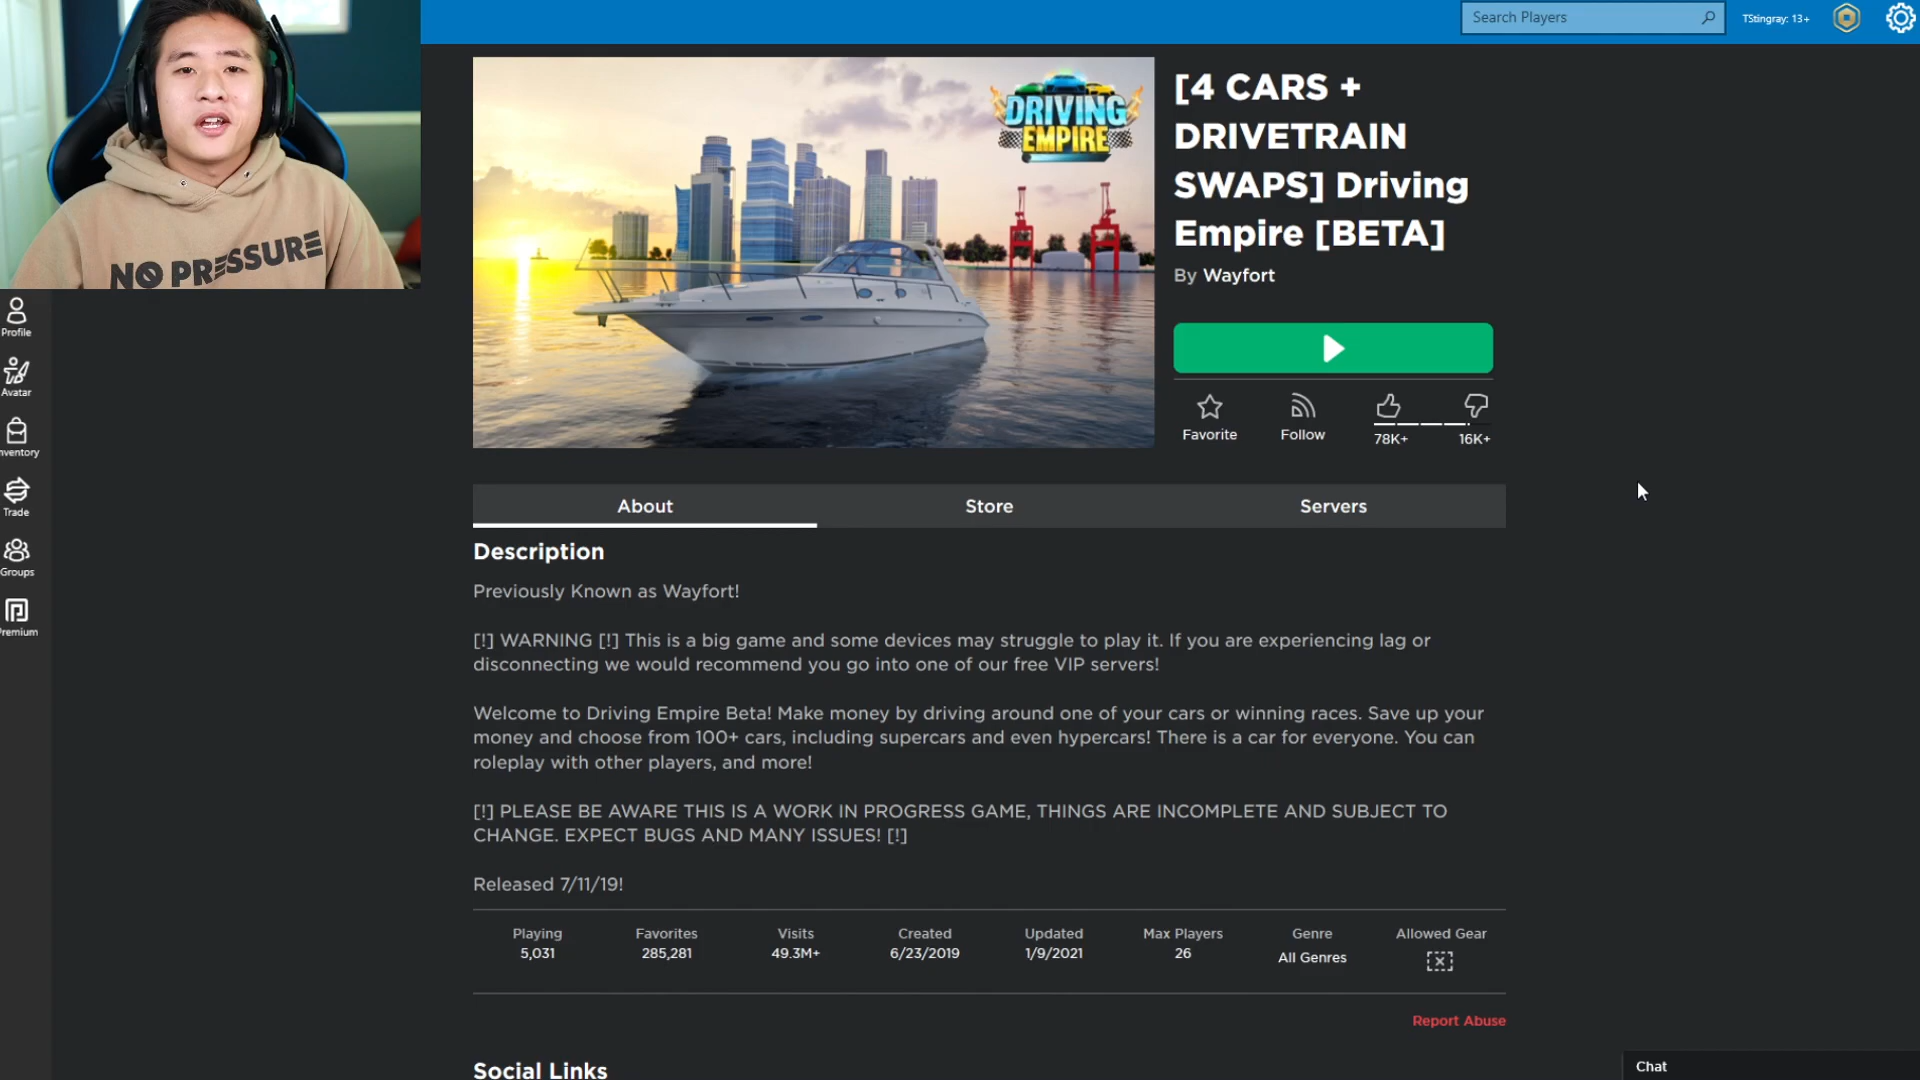 Search Players
TStingray: 13+
NO PRESSURE
DRIVING
EMPIRE
[4 CARS +
DRIVETRAIN
SWAPS] Driving
Empire [BETA]
By Wayfort
Favorite
Follow
78K+
16K+
Profile
Avatar
nventory
Trade
Groups
remium
About
Store
Servers
Description
Previously Known as Wayfort!
[!] WARNING [!] This is a big game and some devices may struggle to play it. If you are experiencing lag or
disconnecting we would recommend you go into one of our free VIP servers!
Welcome to Driving Empire Beta! Make money by driving around one of your cars or winning races. Save up your
money and choose from 100+ cars, including supercars and even hypercars! There is a car for everyone. You can
roleplay with other players, and more!
[!] PLEASE BE AWARE THIS IS A WORK IN PROGRESS GAME, THINGS ARE INCOMPLETE AND SUBJECT TO
CHANGE. EXPECT BUGS AND MANY ISSUES! [!]
Released 7/11/19!
Playing
Favorites
Visits
Created
Updated
Max Players
Genre
Allowed Gear
5,031
285,281
49.3M+
6/23/2019
1/9/2021
26
All Genres
Report Abuse
Social Links
Chat